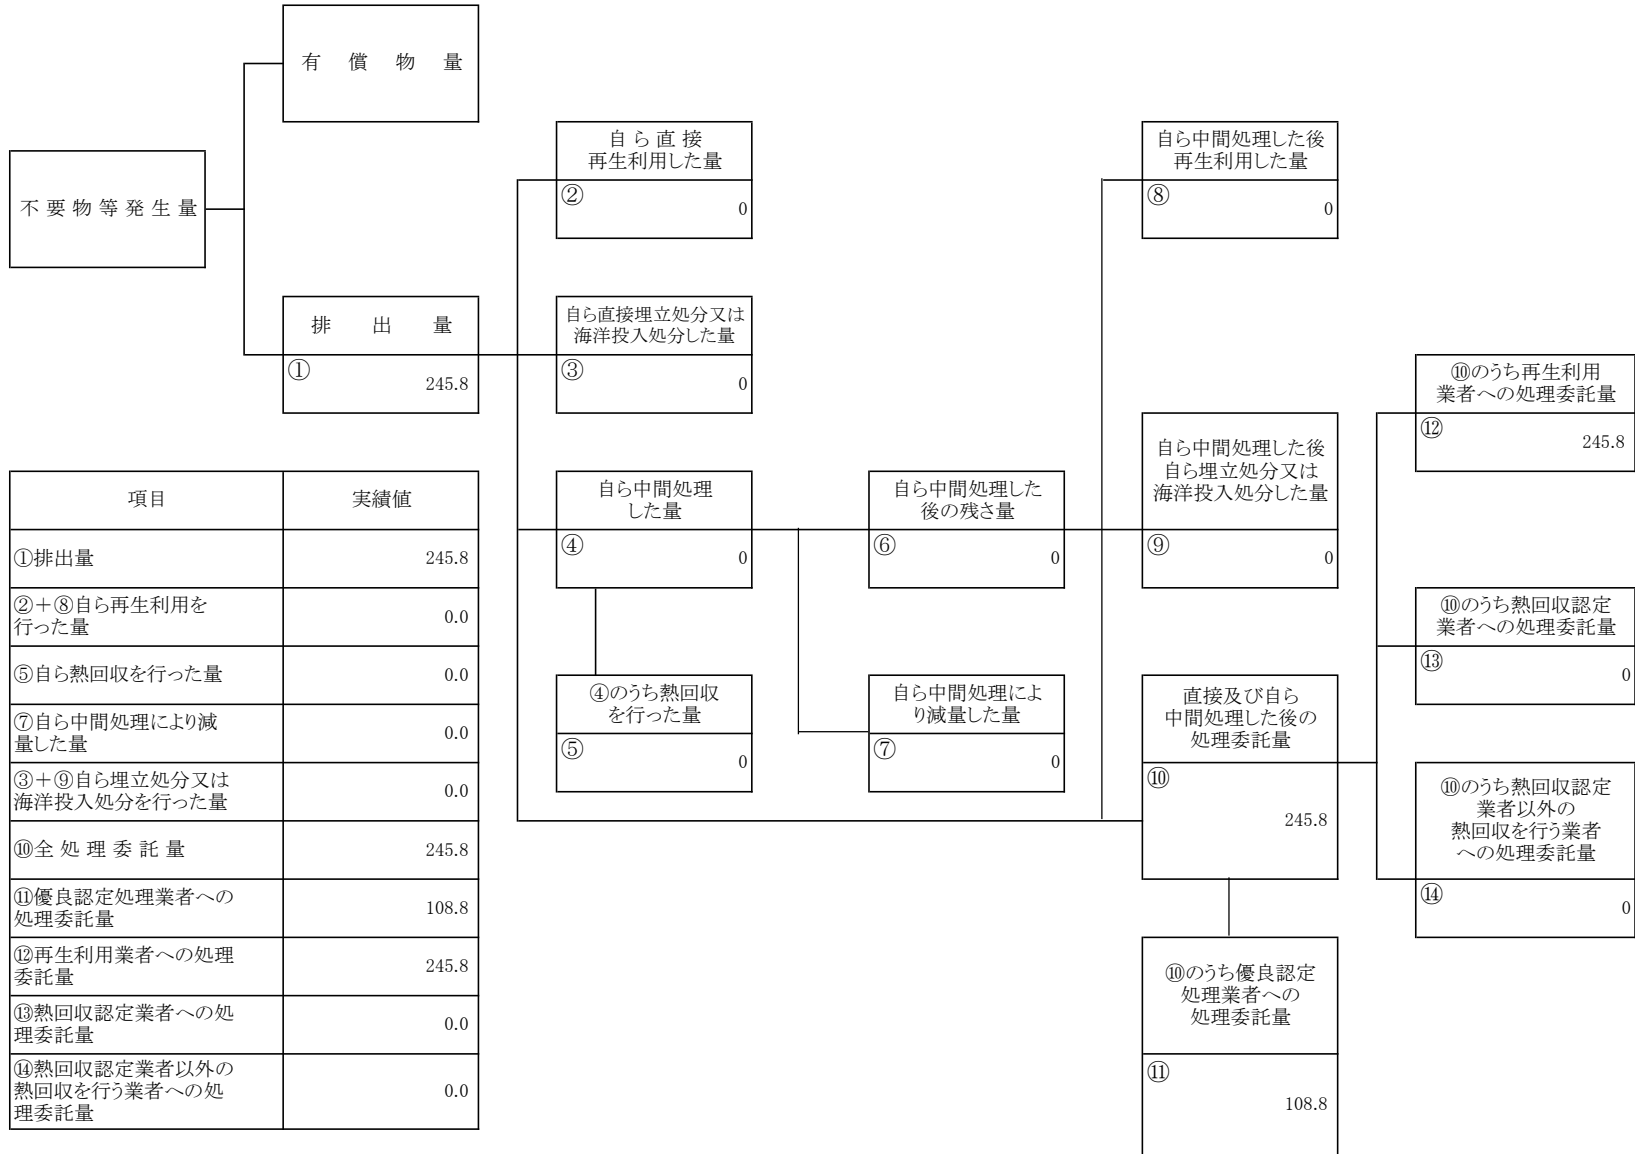 有 償 物 量
不 要 物 等 発 生 量
排 出 量
①
245.8
自 ら 直 接
再生利用した量
②
0
自ら直接埋立処分又は
海洋投入処分した量
③
0
自ら中間処理
した量
④
0
④のうち熱回収
を行った量
⑤
0
自ら中間処理した
後の残さ量
⑥
0
自ら中間処理によ
り減量した量
⑦
0
自ら中間処理した後
再生利用した量
⑧
0
自ら中間処理した後
自ら埋立処分又は
海洋投入処分した量
⑨
0
直接及び自ら
中間処理した後の
処理委託量
⑩
245.8
⑩のうち優良認定
処理業者への
処理委託量
⑪
108.8
⑩のうち再生利用
業者への処理委託量
⑫
245.8
⑩のうち熱回収認定
業者への処理委託量
⑬
0
⑩のうち熱回収認定
業者以外の
熱回収を行う業者
への処理委託量
⑭
0
項目 実績値
①排出量 245.8
②＋⑧自ら再生利用を
行った量 0.0
⑤自ら熱回収を行った量 0.0
⑦自ら中間処理により減
量した量 0.0
③＋⑨自ら埋立処分又は
海洋投入処分を行った量 0.0
⑩全 処 理 委 託 量 245.8
⑪優良認定処理業者への
処理委託量 108.8
⑫再生利用業者への処理
委託量 245.8
⑬熱回収認定業者への処
理委託量 0.0
⑭熱回収認定業者以外の
熱回収を行う業者への処
理委託量 0.0